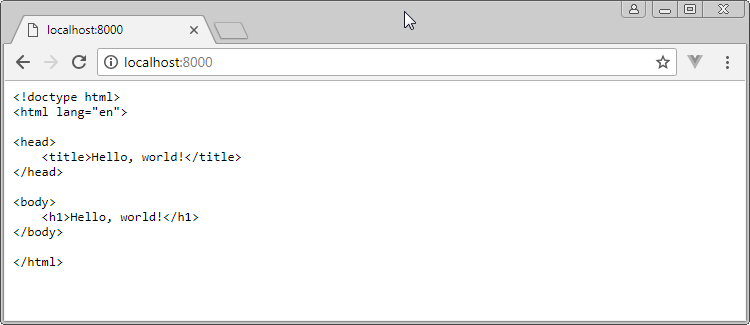 localhost:8000
localhost:8000
<!doctype html>
<html lang="en">
<head>
    <title>Hello, world!</title>
</head>
<body>
    <h1>Hello, world!</h1>
</body>
</html>